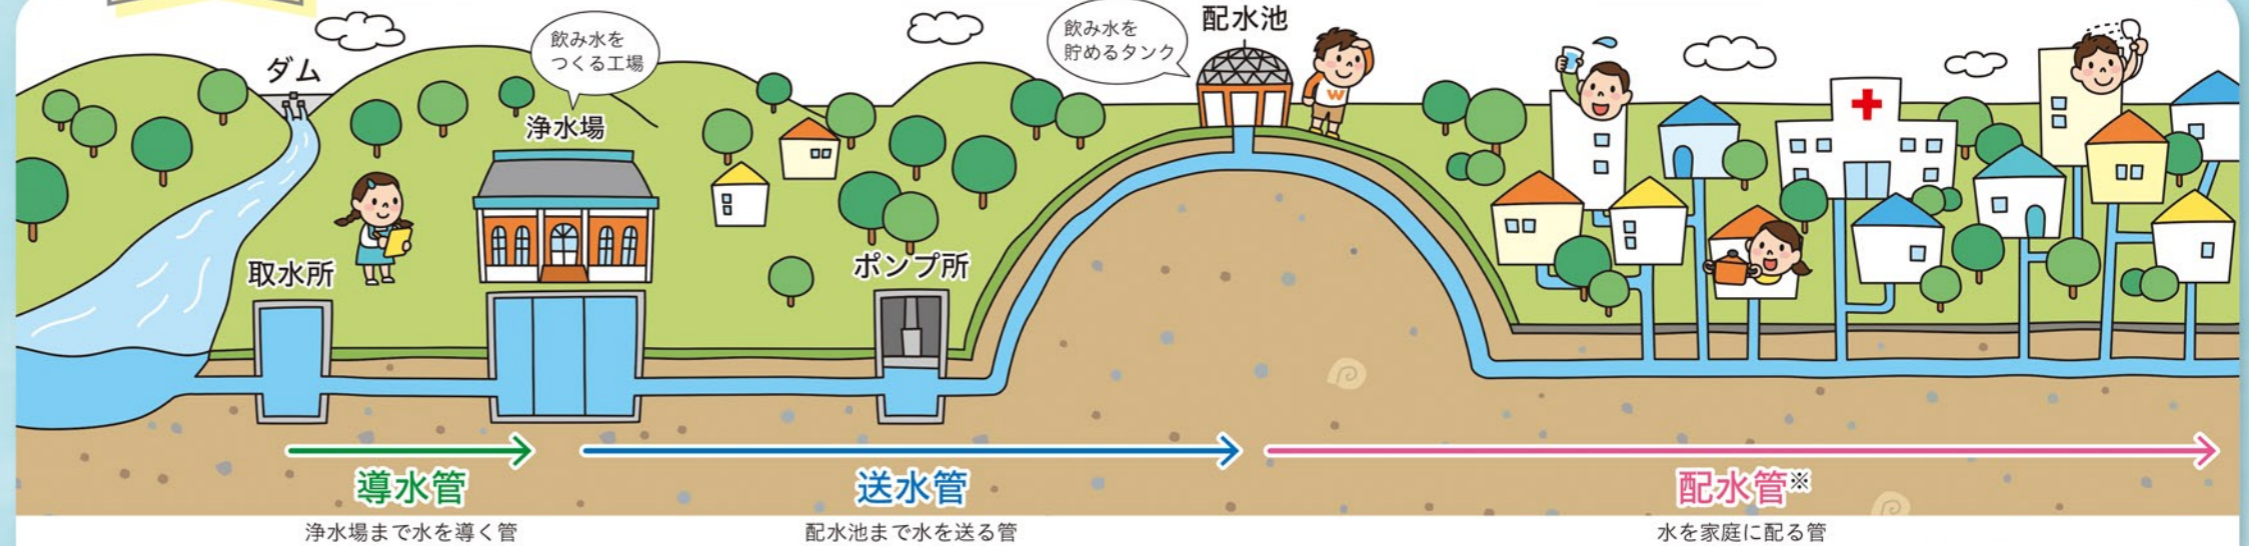 ダム
飲み水を
つくる工場
浄水場
取水所
ポンプ所
飲み水を
貯めるタンク
配水池
W
導水管
浄水場まで水を導く管
送水管
配水池まで水を送る管
配水管※
水を家庭に配る管